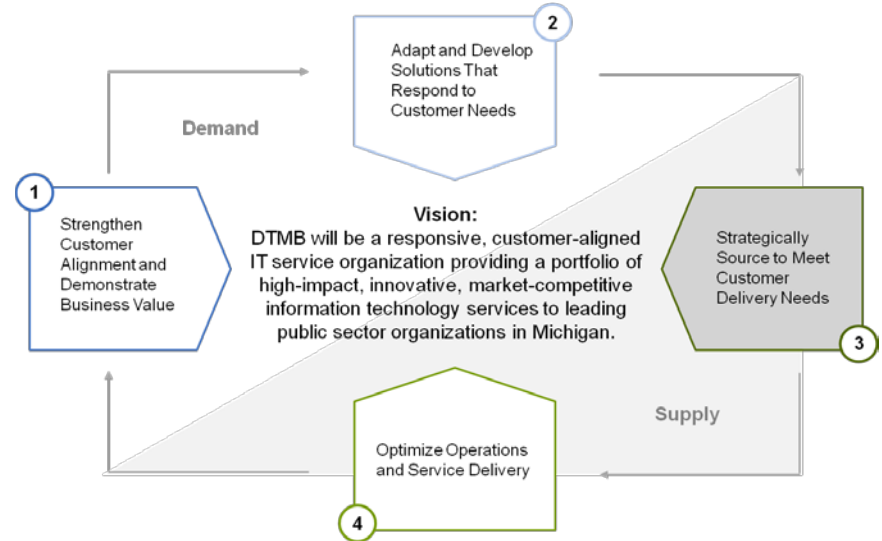 2
Adapt and Develop
Solutions That
Respond to
Customer Needs
Demand
1
Strengthen
Customer
Alignment and
Demonstrate
Business Value
Vision:
DTMB will be a responsive, customer-aligned
IT service organization providing a portfolio of
high-impact, innovative, market-competitive
information technology services to leading
public sector organizations in Michigan.
Strategically
Source to Meet
Customer
Delivery Needs
3
Supply
Optimize Operations
and Service Delivery
4